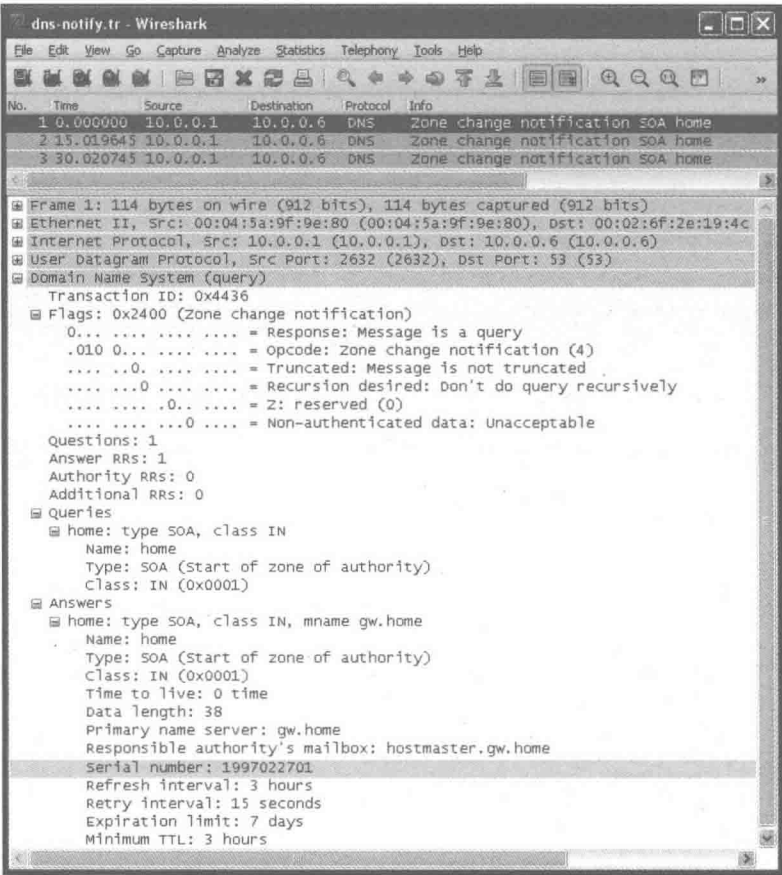 dns-notify.tr - Wireshark
File Edit View Go Capture Analyze Statistics Telephony Tools Help
No. Time Source Destination Protocol Info
1 0.000000 10.0.0.1 10.0.0.6 DNS Zone change notification SOA home
2 15.019645 10.0.0.1 10.0.0.6 DNS Zone change notification SOA home
3 30.020745 10.0.0.1 10.0.0.6 DNS Zone change notification SOA home
Frame 1: 114 bytes on wire (912 bits), 114 bytes captured (912 bits)
Ethernet II, Src: 00:04:5a:9f:9e:80 (00:04:5a:9f:9e:80), Dst: 00:02:6f:2e:19:4c
Internet Protocol, Src: 10.0.0.1 (10.0.0.1), Dst: 10.0.0.6 (10.0.0.6)
User Datagram Protocol, Src Port: 2632 (2632), Dst Port: 53 (53)
Domain Name System (query)
Transaction ID: 0x4436
Flags: 0x2400 (Zone change notification)
0... .... .... .... = Response: Message is a query
.010 0... .... .... = Opcode: Zone change notification (4)
.... ..0. .... .... = Truncated: Message is not truncated
.... ...0 .... .... = Recursion desired: Don't do query recursively
.... .... .0.. .... = Z: reserved (0)
.... .... ...0 .... = Non-authenticated data: Unacceptable
Questions: 1
Answer RRs: 1
Authority RRs: 0
Additional RRs: 0
Queries
home: type SOA, class IN
Name: home
Type: SOA (Start of zone of authority)
Class: IN (0x0001)
Answers
home: type SOA, class IN, mname gw.home
Name: home
Type: SOA (Start of zone of authority)
Class: IN (0x0001)
Time to live: 0 time
Data length: 38
Primary name server: gw.home
Responsible authority's mailbox: hostmaster.gw.home
Serial number: 1997022701
Refresh interval: 3 hours
Retry interval: 15 seconds
Expiration limit: 7 days
Minimum TTL: 3 hours